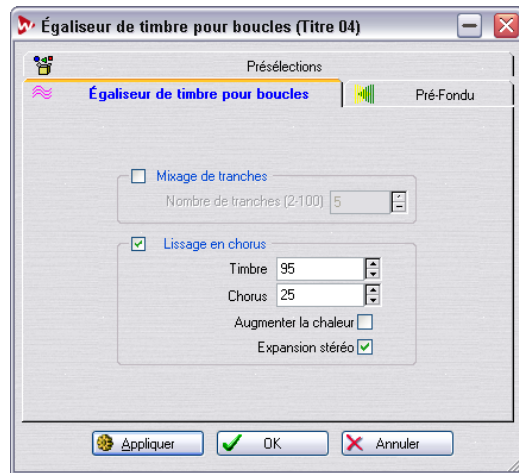 Égaliseur de timbre pour boucles (Titre 04)
Présélections
Égaliseur de timbre pour boucles
Pré-Fondu
Mixage de tranches
Nombre de tranches (2-100) 5
Lissage en chorus
Timbre 95
Chorus 25
Augmenter la chaleur
Expansion stéréo
Appliquer OK Annuler